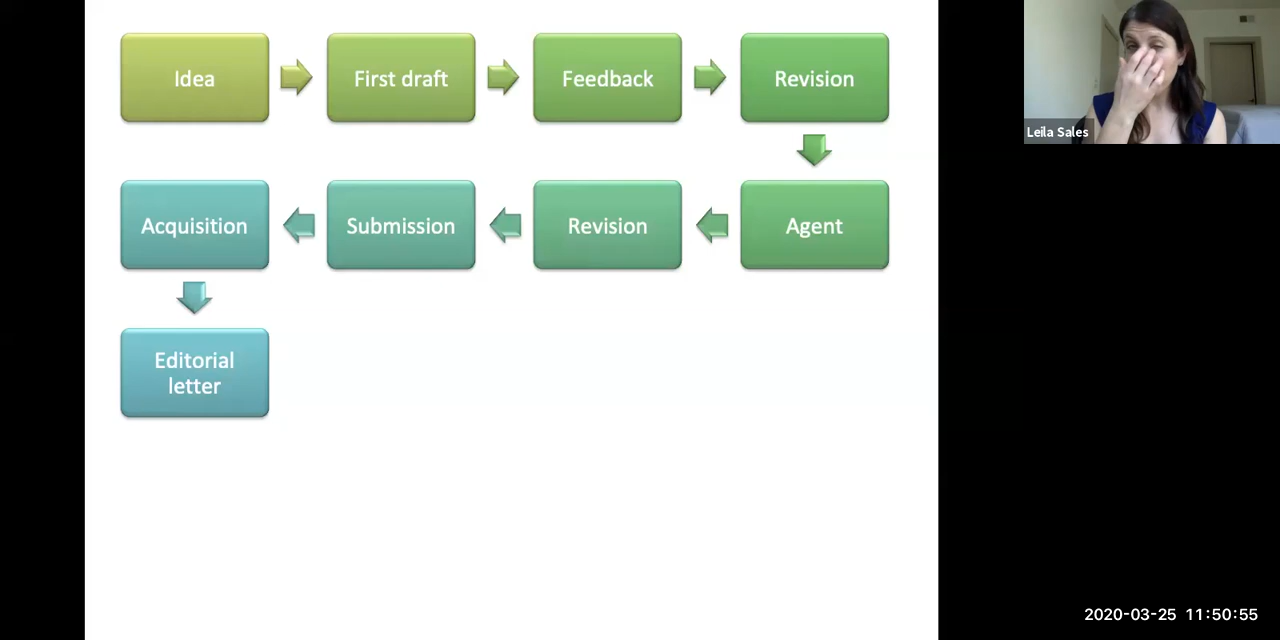 Idea
First draft
Feedback
Revision
Leila Sales
Acquisition
Submission
Revision
Agent
Editorial
letter
2020-03-25 11:50:55